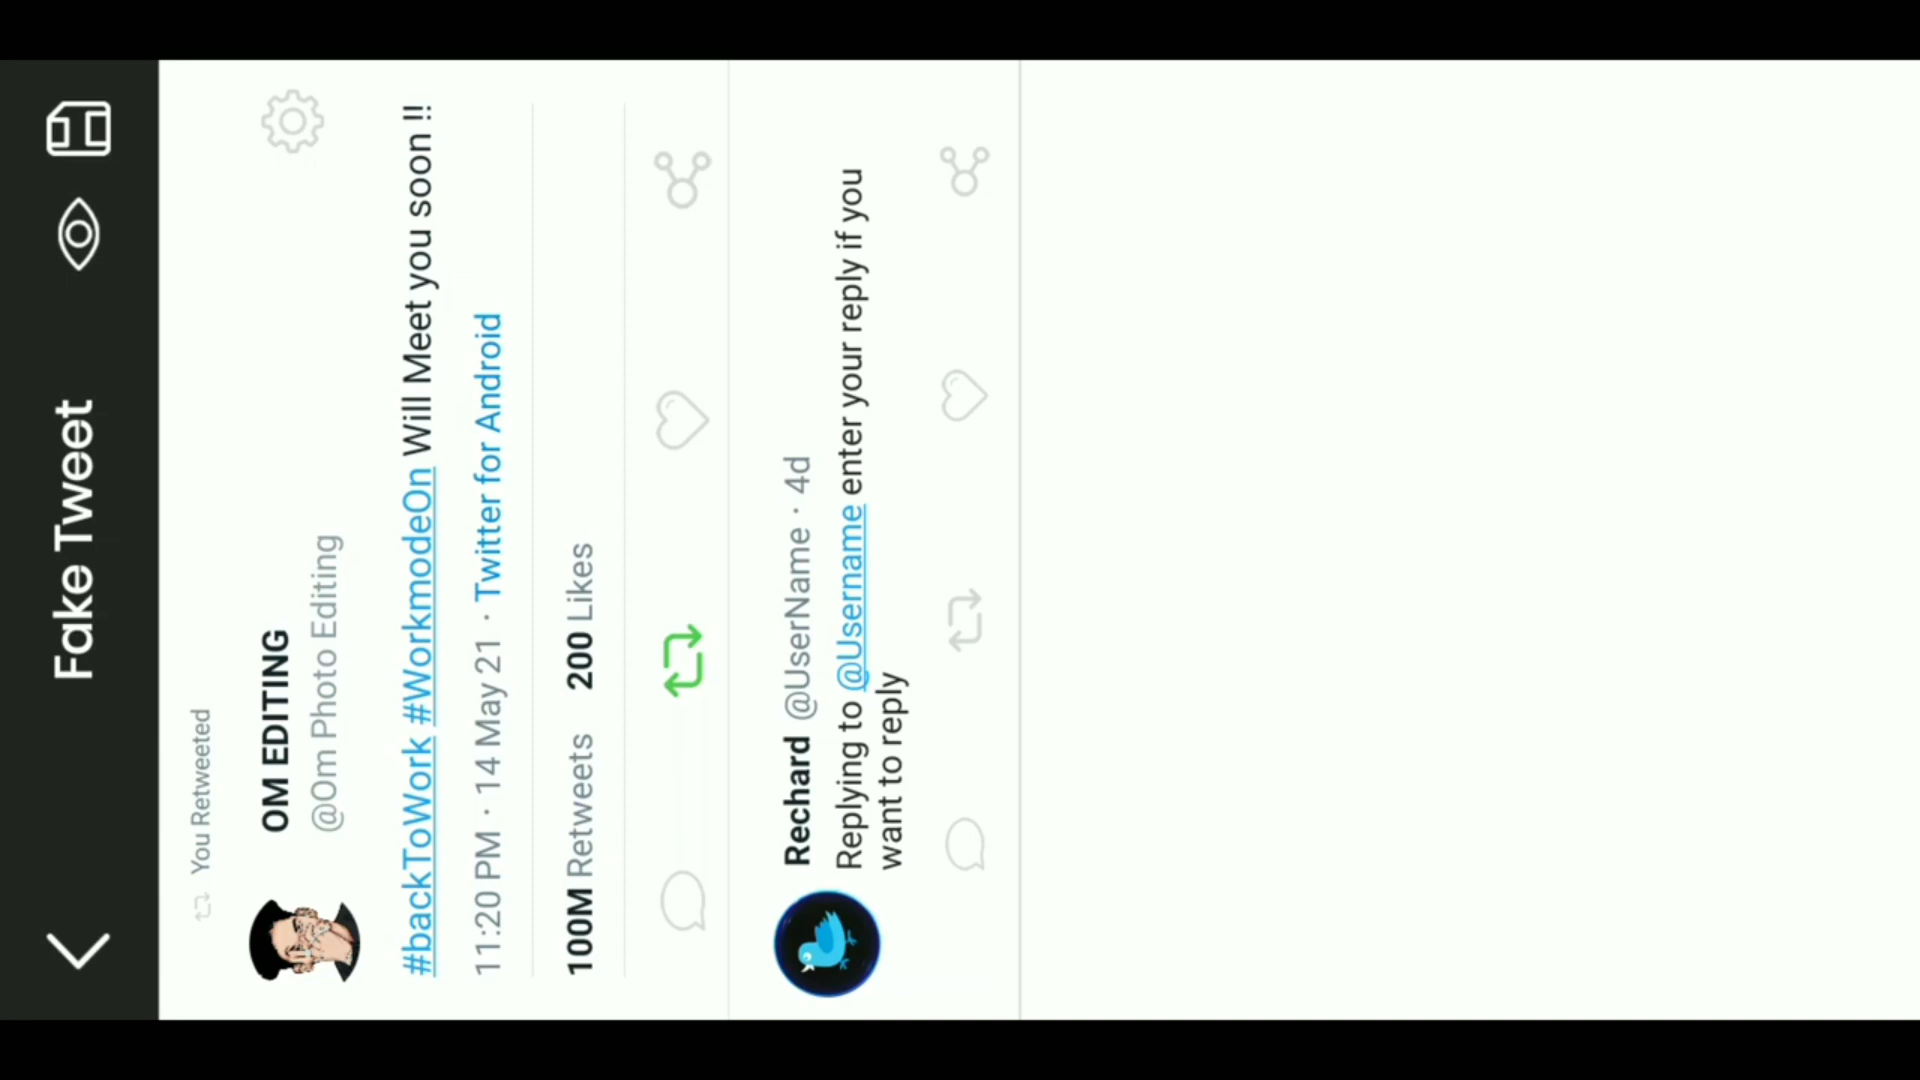 Fake Tweet
You Retweeted
OM EDITING
@Om Photo Editing
#backToWork #WorkmodeOn Will Meet you soon !!
11:20 PM · 14 May 21 · Twitter for Android
100M Retweets 200 Likes
Rechard @UserName · 4d
Replying to @Username enter your reply if you
want to reply